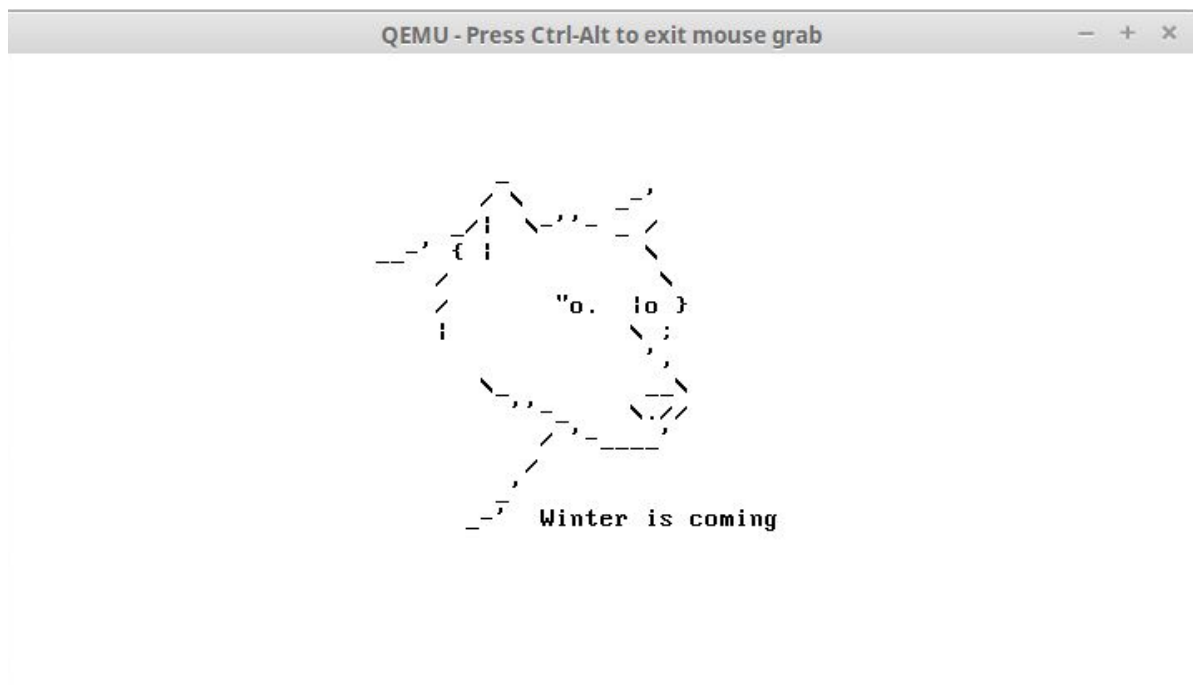 QEMU - Press Ctrl-Alt to exit mouse grab
Winter is coming